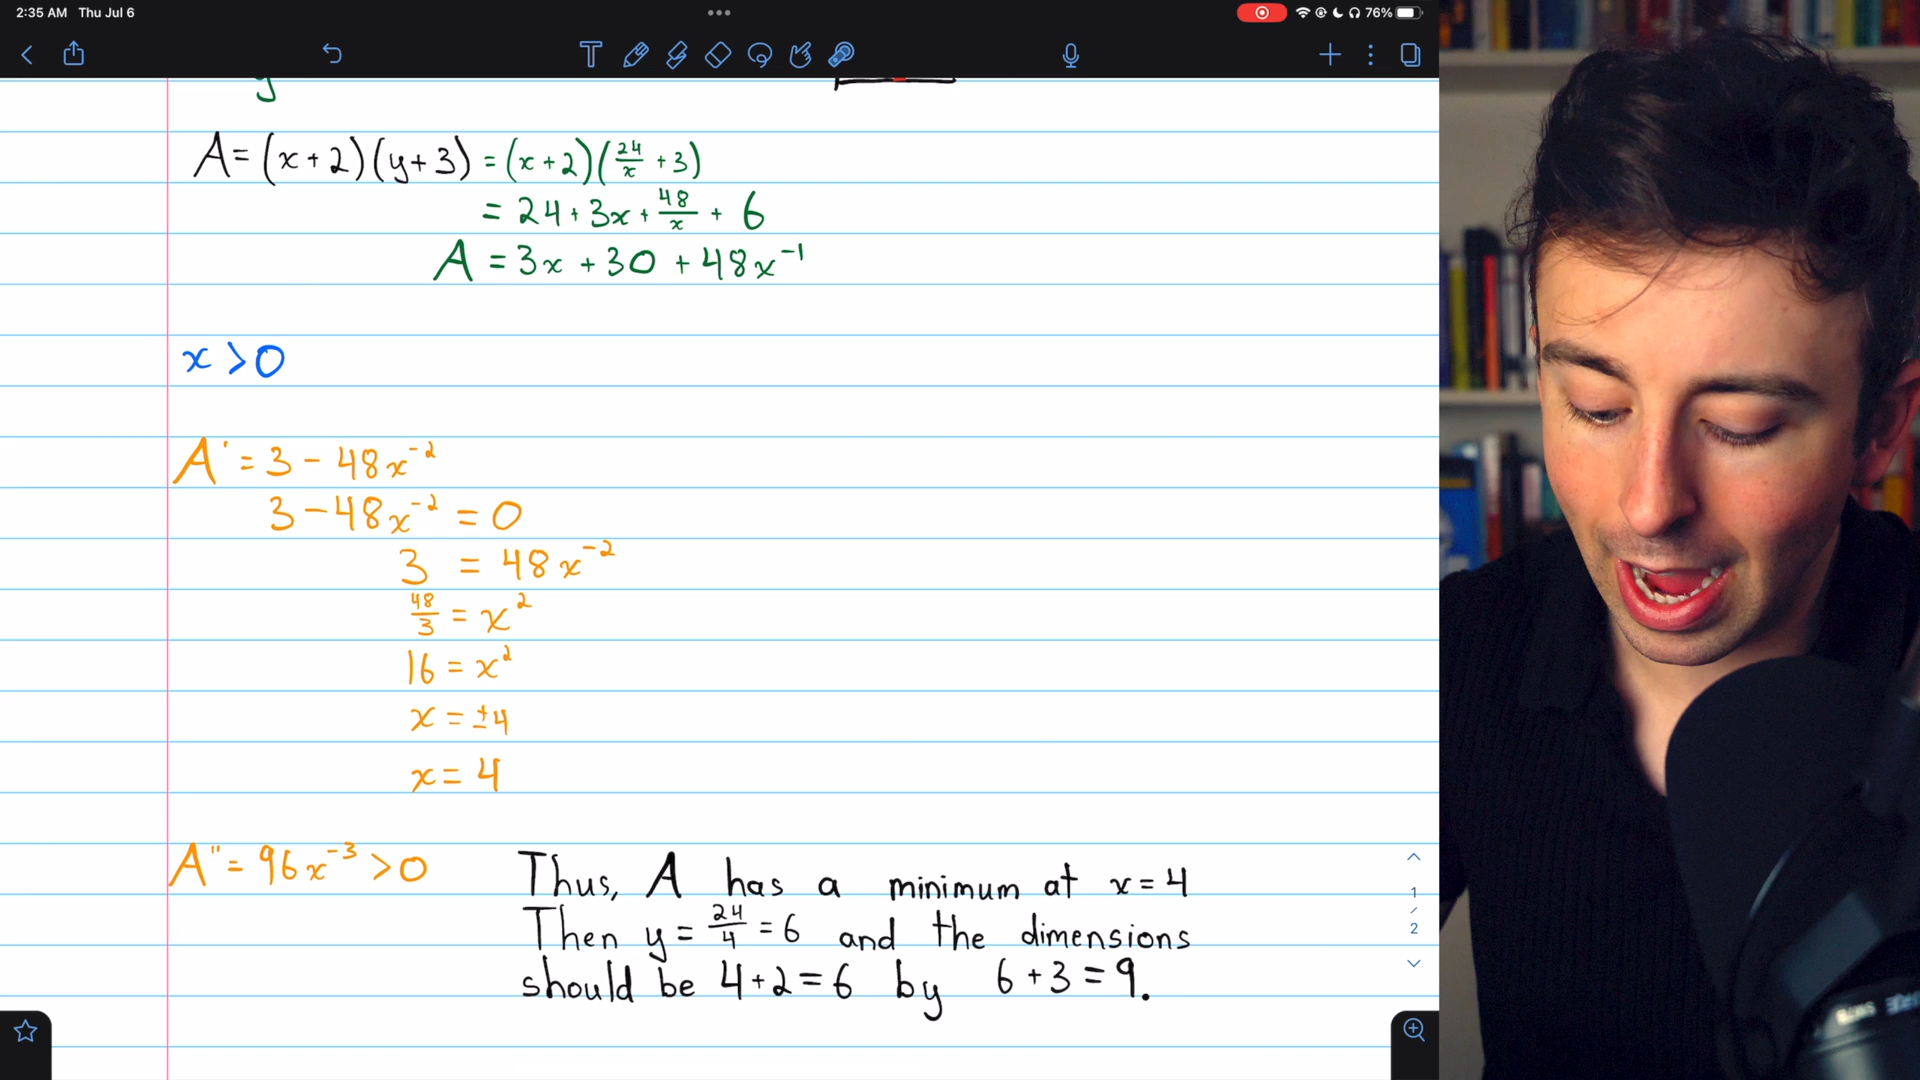 2:35 AM Thu Jul 6
76%
y
A = (x + 2)(y + 3) = (x + 2)(24/x + 3)
= 24 + 3x + 48/x + 6
A = 3x + 30 + 48x⁻¹
x > 0
A' = 3 - 48x⁻²
3 - 48x⁻² = 0
3 = 48x⁻²
48/3 = x²
16 = x²
x = ±4
x = 4
A'' = 96x⁻³ > 0
Thus, A has a minimum at x = 4
Then y = 24/4 = 6 and the dimensions
should be 4 + 2 = 6 by 6 + 3 = 9.
1
/
2